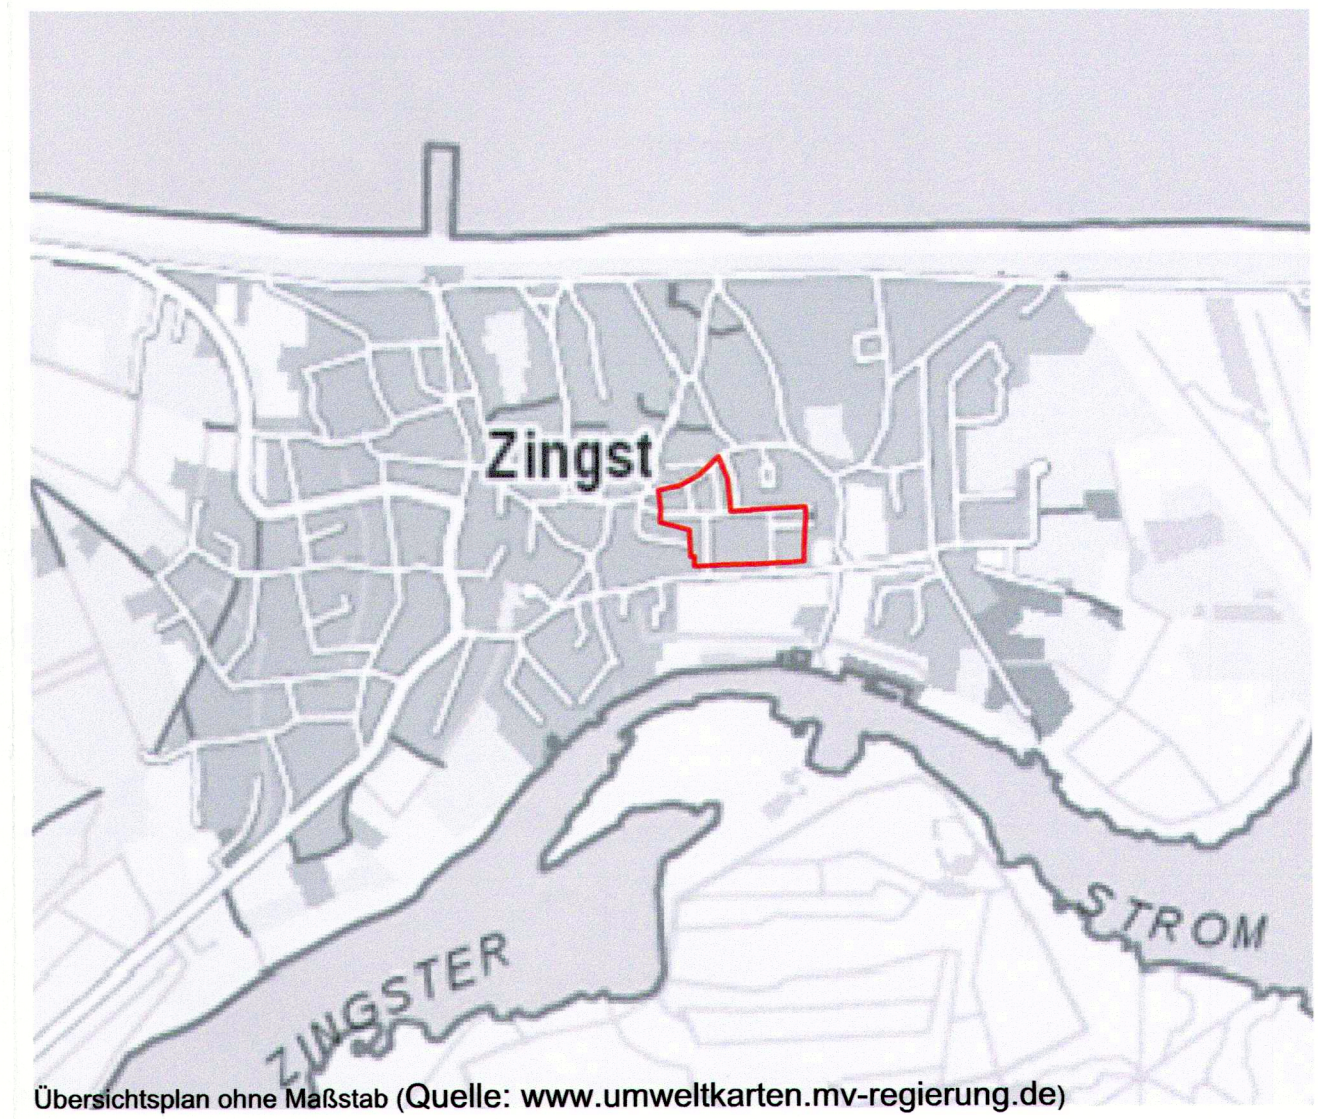 Zingst
ZINGSTER
STROM
Übersichtsplan ohne Maßstab (Quelle: www.umweltkarten.mv-regierung.de)